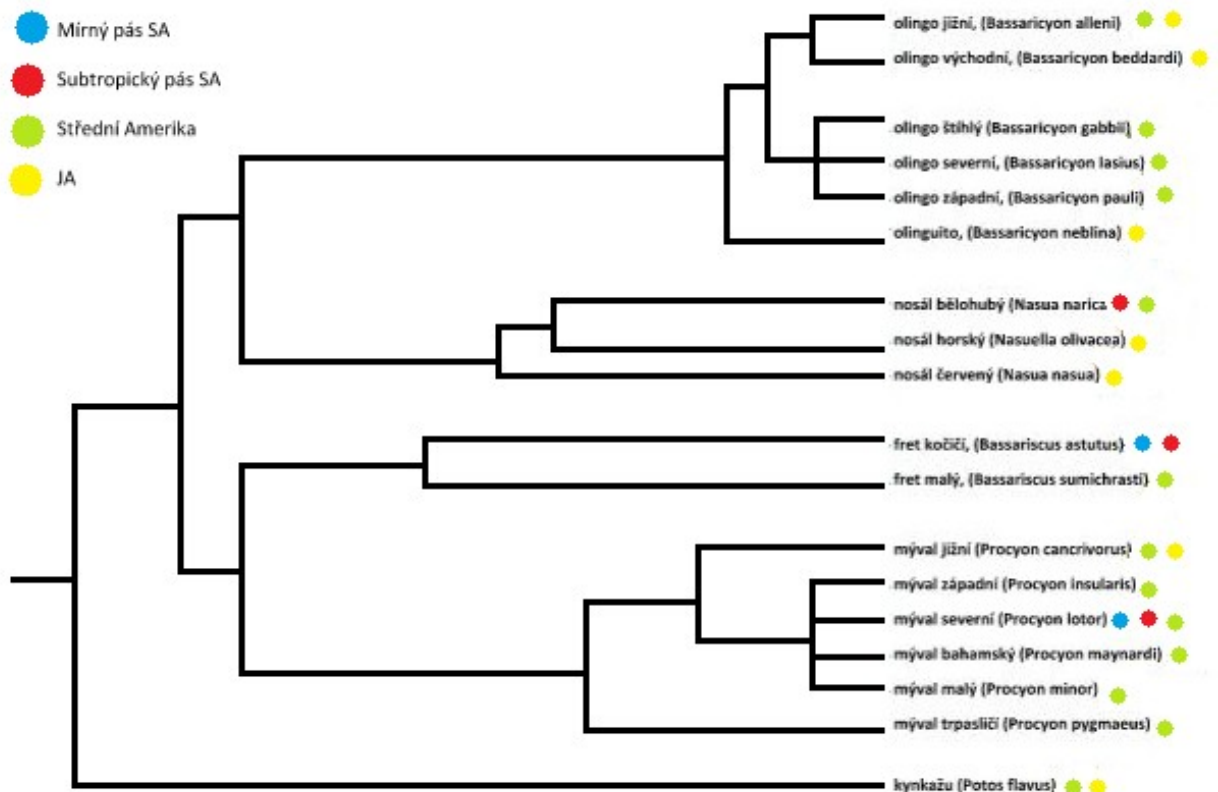 Mírný pás SA
Subtropický pás SA
Střední Amerika
JA
olingo jižní, (Bassaricyon alleni)
olingo východní, (Bassaricyon beddardi)
olingo štíhlý (Bassaricyon gabbii)
olingo severní, (Bassaricyon lasius)
olingo západní, (Bassaricyon pauli)
olinguito, (Bassaricyon neblina)
nosál bělohubý (Nasua narica
nosál horský (Nasuella olivacea)
nosál červený (Nasua nasua)
fret kočičí, (Bassariscus astutus)
fret malý, (Bassariscus sumichrasti)
mýval jižní (Procyon cancrivorus)
mýval západní (Procyon insularis)
mýval severní (Procyon lotor)
mýval bahamský (Procyon maynardi)
mýval malý (Procyon minor)
mýval trpasličí (Procyon pygmaeus)
kynkažu (Potos flavus)